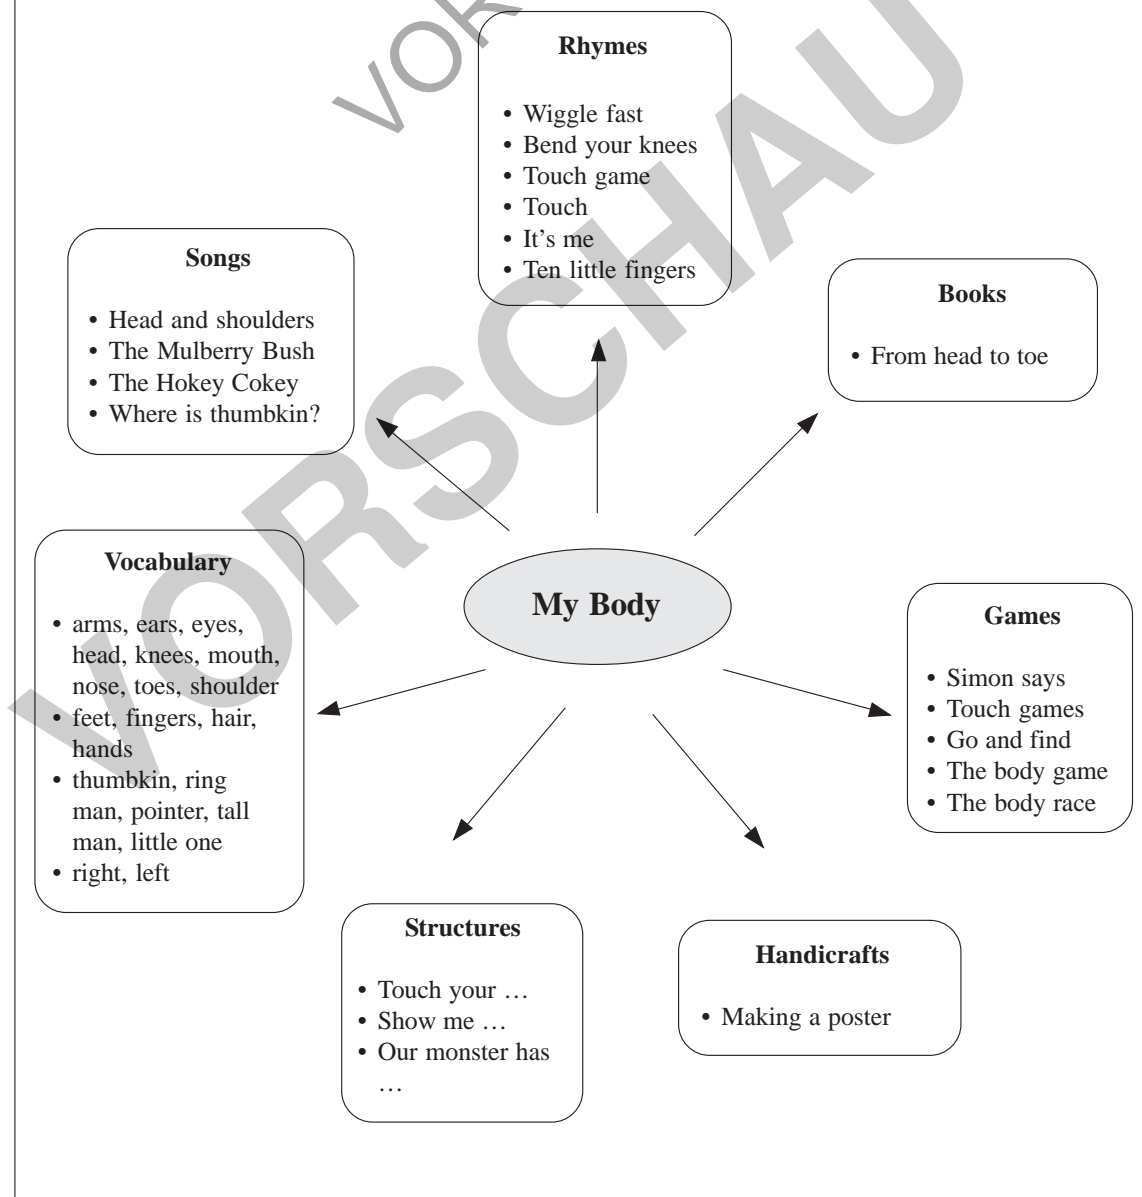 VOR
VORSCHAU
Rhymes
• Wiggle fast
• Bend your knees
• Touch game
• Touch
• It's me
• Ten little fingers
Songs
• Head and shoulders
• The Mulberry Bush
• The Hokey Cokey
• Where is thumbkin?
Books
• From head to toe
Vocabulary
• arms, ears, eyes,
head, knees, mouth,
nose, toes, shoulder
• feet, fingers, hair,
hands
• thumbkin, ring
man, pointer, tall
man, little one
• right, left
My Body
Games
• Simon says
• Touch games
• Go and find
• The body game
• The body race
Structures
• Touch your …
• Show me …
• Our monster has
…
Handicrafts
• Making a poster